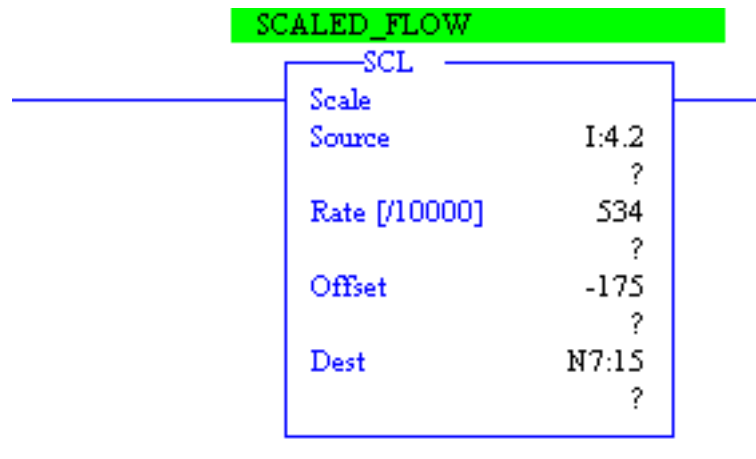 SCALED_FLOW
SCL
Scale
Source I:4.2
?
Rate [/10000] 534
?
Offset -175
?
Dest N7:15
?